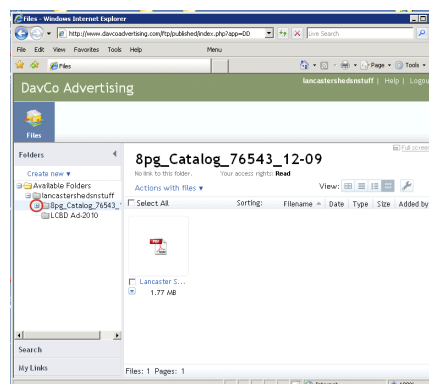 Files - Windows Internet Explorer
http://www.davcoadvertising.com/ftp/published/index.php?app=DD
Live Search
File Edit View Favorites Tools Help Menu
Files
Page Tools
lancastershedsnstuff | Help | Logou
DavCo Advertising
Files
Full screen
Folders
8pg_Catalog_76543_12-09
No link to this folder. Your access rights: Read
Create new
Actions with files
View:
Available Folders
lancastershedsnstuff
8pg_Catalog_76543_
LCBD Ad-2010
Select All
Sorting: Filename Date Type Size Added by
Lancaster S...
1.77 MB
Search
My Links
Files: 1 Pages: 1
Internet
100%